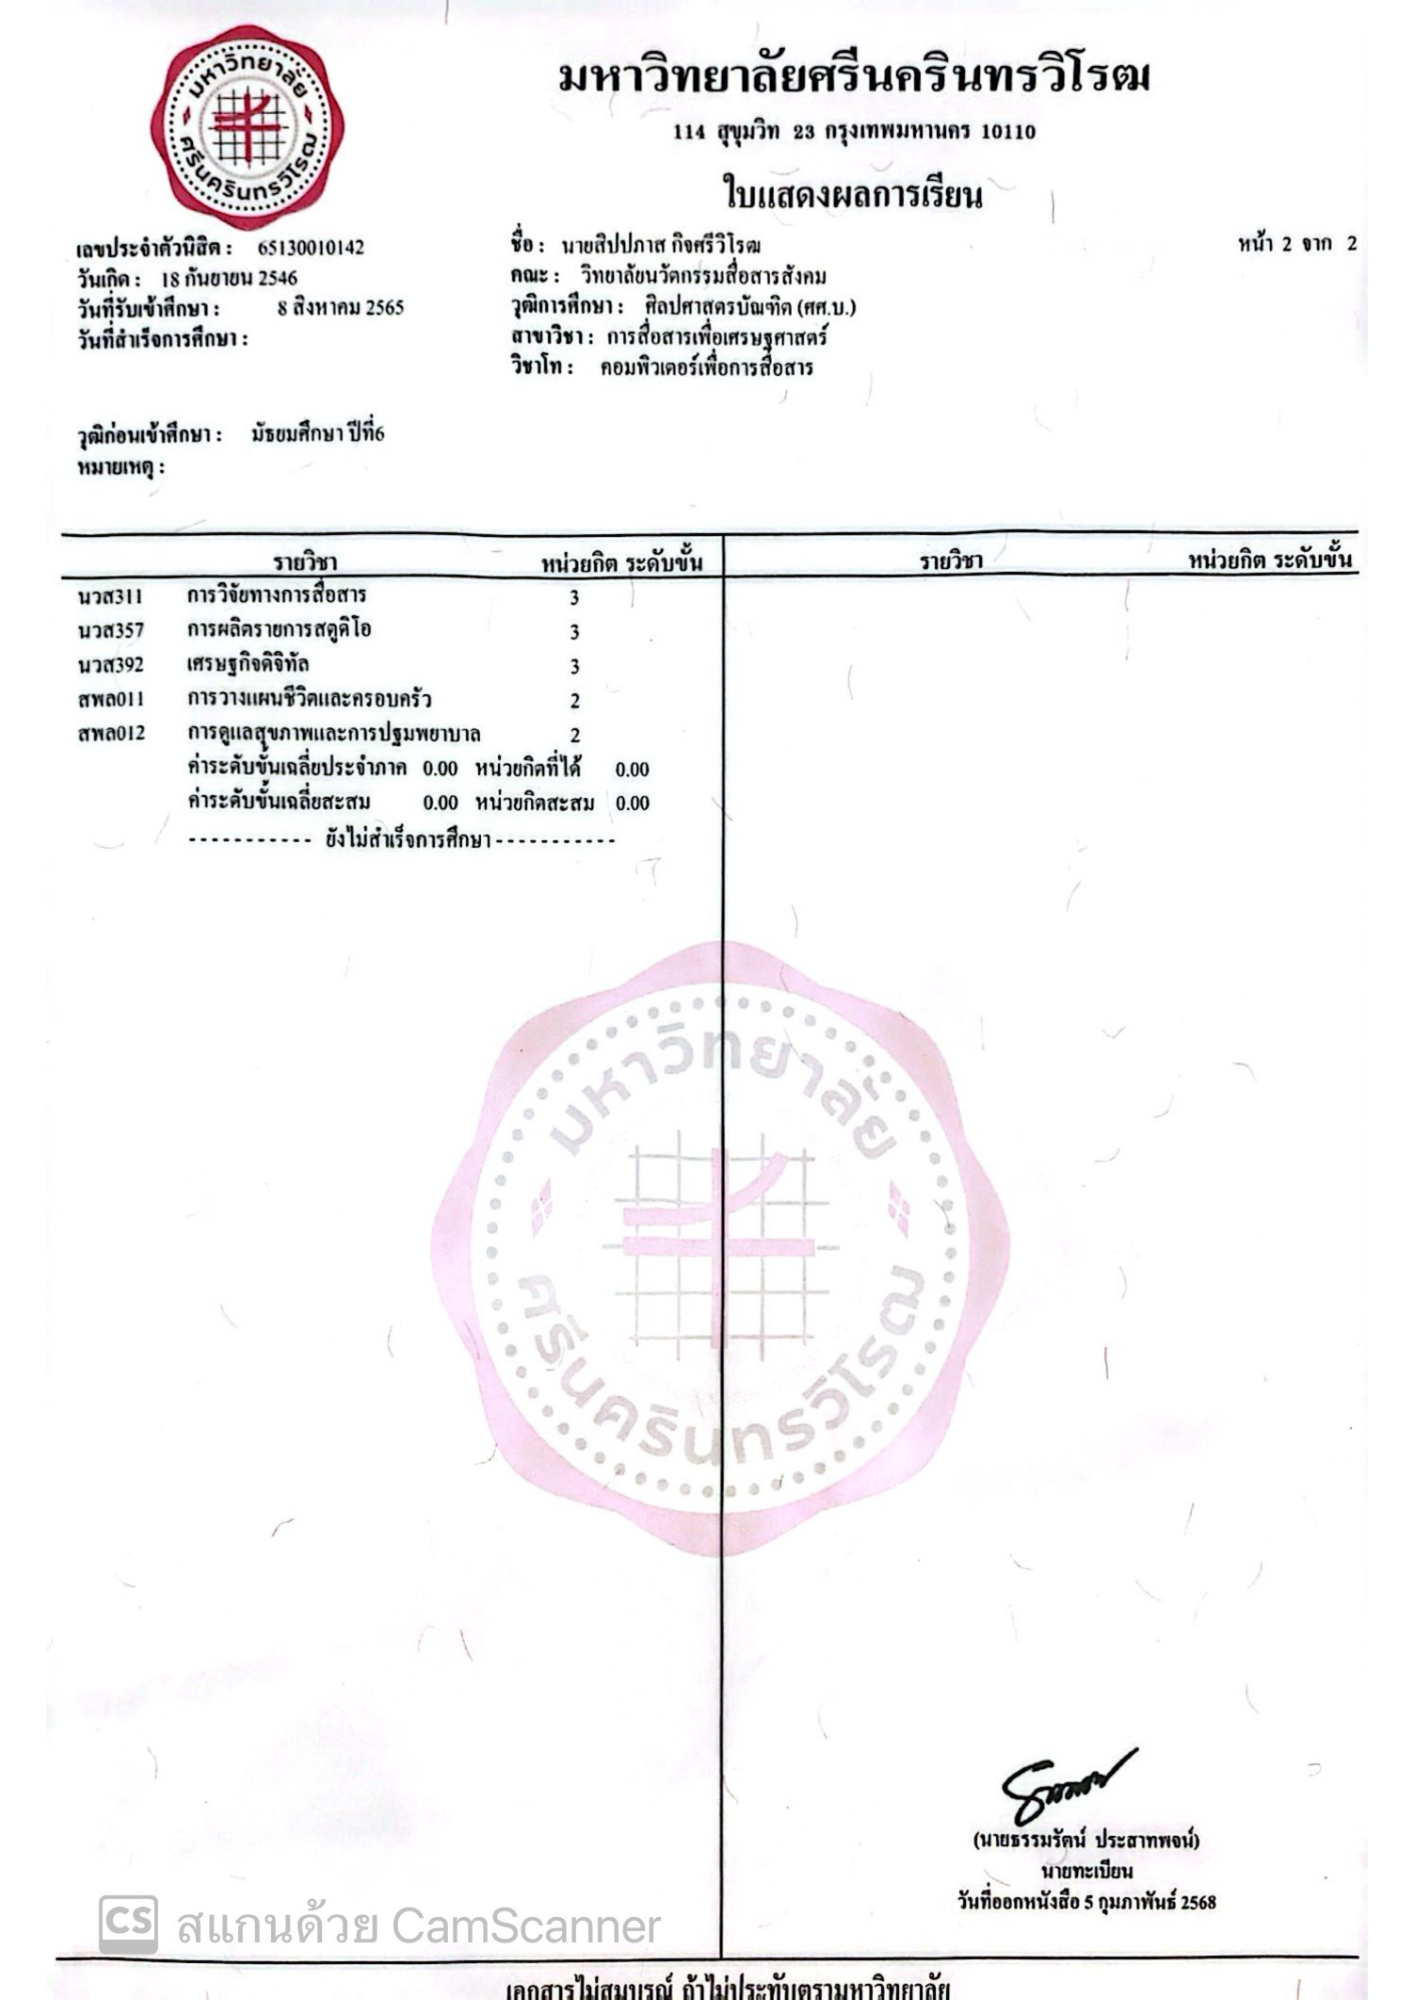 มหาวิทยาลัย
ศรีนครินทรวิโรฒ
มหาวิทยาลัยศรีนครินทรวิโรฒ
114 สุขุมวิท 23 กรุงเทพมหานคร 10110
ใบแสดงผลการเรียน
หน้า 2 จาก 2
เลขประจำตัวนิสิต : 65130010142
วันเกิด : 18 กันยายน 2546
วันที่รับเข้าศึกษา : 8 สิงหาคม 2565
วันที่สำเร็จการศึกษา :
ชื่อ : นายสิปปภาส กิจศรีวิโรฒ
คณะ : วิทยาลัยนวัตกรรมสื่อสารสังคม
วุฒิการศึกษา : ศิลปศาสตรบัณฑิต (ศศ.บ.)
สาขาวิชา : การสื่อสารเพื่อเศรษฐศาสตร์
วิชาโท : คอมพิวเตอร์เพื่อการสื่อสาร
วุฒิก่อนเข้าศึกษา : มัธยมศึกษา ปีที่6
หมายเหตุ :
รายวิชา หน่วยกิต ระดับขั้น รายวิชา หน่วยกิต ระดับขั้น
นวส311 การวิจัยทางการสื่อสาร 3
นวส357 การผลิตรายการสตูดิโอ 3
นวส392 เศรษฐกิจดิจิทัล 3
สพล011 การวางแผนชีวิตและครอบครัว 2
สพล012 การดูแลสุขภาพและการปฐมพยาบาล 2
ค่าระดับขั้นเฉลี่ยประจำภาค 0.00 หน่วยกิตที่ได้ 0.00
ค่าระดับขั้นเฉลี่ยสะสม 0.00 หน่วยกิตสะสม 0.00
----------- ยังไม่สำเร็จการศึกษา -----------
มหาวิทยาลัย
ศรีนครินทรวิโรฒ
(นายธรรมรัตน์ ประสาทพจน์)
นายทะเบียน
วันที่ออกหนังสือ 5 กุมภาพันธ์ 2568
CS สแกนด้วย CamScanner
เอกสารไม่สมบูรณ์ ถ้าไม่ประทับตรามหาวิทยาลัย